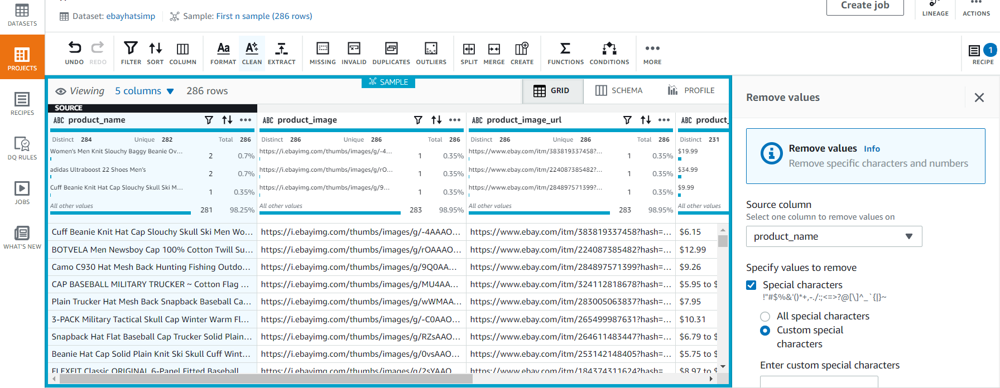 Create job
DATASETS
Dataset: ebayhatsimp
Sample: First n sample (286 rows)
LINEAGE
ACTIONS
UNDO
REDO
FILTER
SORT
COLUMN
Aa
FORMAT
CLEAN
EXTRACT
MISSING
INVALID
DUPLICATES
OUTLIERS
SPLIT
MERGE
CREATE
Σ
FUNCTIONS
CONDITIONS
MORE
1
RECIPE
PROJECTS
RECIPES
DQ RULES
JOBS
WHAT'S NEW
Viewing 5 columns 286 rows
SAMPLE
GRID
SCHEMA
PROFILE
SOURCE
ABC product_name
ABC product_image
ABC product_image_url
ABC product_
Distinct 284 Unique 282 Total 286
Distinct 286 Unique 286 Total 286
Distinct 286 Unique 286 Total 286
Distinct 231
Women's Men Knit Slouchy Baggy Beanie Ov... 2 0.7%
https://i.ebayimg.com/thumbs/images/g/-4... 1 0.35%
https://www.ebay.com/itm/383819337458?... 1 0.35%
$19.99
adidas Ultraboost 22 Shoes Men's 2 0.7%
https://i.ebayimg.com/thumbs/images/g/rO... 1 0.35%
https://www.ebay.com/itm/224087385482?... 1 0.35%
$34.99
Cuff Beanie Knit Hat Cap Slouchy Skull Ski M... 1 0.35%
https://i.ebayimg.com/thumbs/images/g/9... 1 0.35%
https://www.ebay.com/itm/284897571399?... 1 0.35%
$9.99
All other values 281 98.25%
All other values 283 98.95%
All other values 283 98.95%
All other values
Cuff Beanie Knit Hat Cap Slouchy Skull Ski Men Wo... https://i.ebayimg.com/thumbs/images/g/-4AAAO... https://www.ebay.com/itm/383819337458?hash=... $6.15
BOTVELA Men Newsboy Cap 100% Cotton Twill Su... https://i.ebayimg.com/thumbs/images/g/rOAAAO... https://www.ebay.com/itm/224087385482?hash=... $12.99
Camo C930 Hat Mesh Back Hunting Fishing Outdo... https://i.ebayimg.com/thumbs/images/g/9Q0AA... https://www.ebay.com/itm/284897571399?hash=... $9.26
CAP BASEBALL MILITARY TRUCKER ~ Cotton Flag ... https://i.ebayimg.com/thumbs/images/g/MU4AA... https://www.ebay.com/itm/324112818678?hash=... $5.95 to $
Plain Trucker Hat Mesh Back Snapback Baseball Ca... https://i.ebayimg.com/thumbs/images/g/wWMAA... https://www.ebay.com/itm/283005063837?hash=... $7.95
3-PACK Military Tactical Skull Cap Winter Warm Fl... https://i.ebayimg.com/thumbs/images/g/-C0AAO... https://www.ebay.com/itm/265499987631?hash=... $10.31
Snapback Hat Flat Baseball Cap Trucker Solid Plain... https://i.ebayimg.com/thumbs/images/g/RZsAAO... https://www.ebay.com/itm/264611483447?hash=... $6.79 to $
Beanie Hat Cap Solid Plain Knit Ski Skull Cuff Wint... https://i.ebayimg.com/thumbs/images/g/0vsAAO... https://www.ebay.com/itm/253142148405?hash=... $5.75 to $
FLEXFIT Classic ORIGINAL 6-Panel Fitted Baseball https://i.ebayimg.com/thumbs/images/g/2sYAAO https://www.ebay.com/itm/184374311624?hash=... $8.97 to $
Remove values
Remove values Info
Remove specific characters and numbers
Source column
Select one column to remove values on
product_name
Specify values to remove
Special characters
!"#$%&'()*+,-./:;<=>?@[\]^_`{|}~
All special characters
Custom special
characters
Enter custom special characters